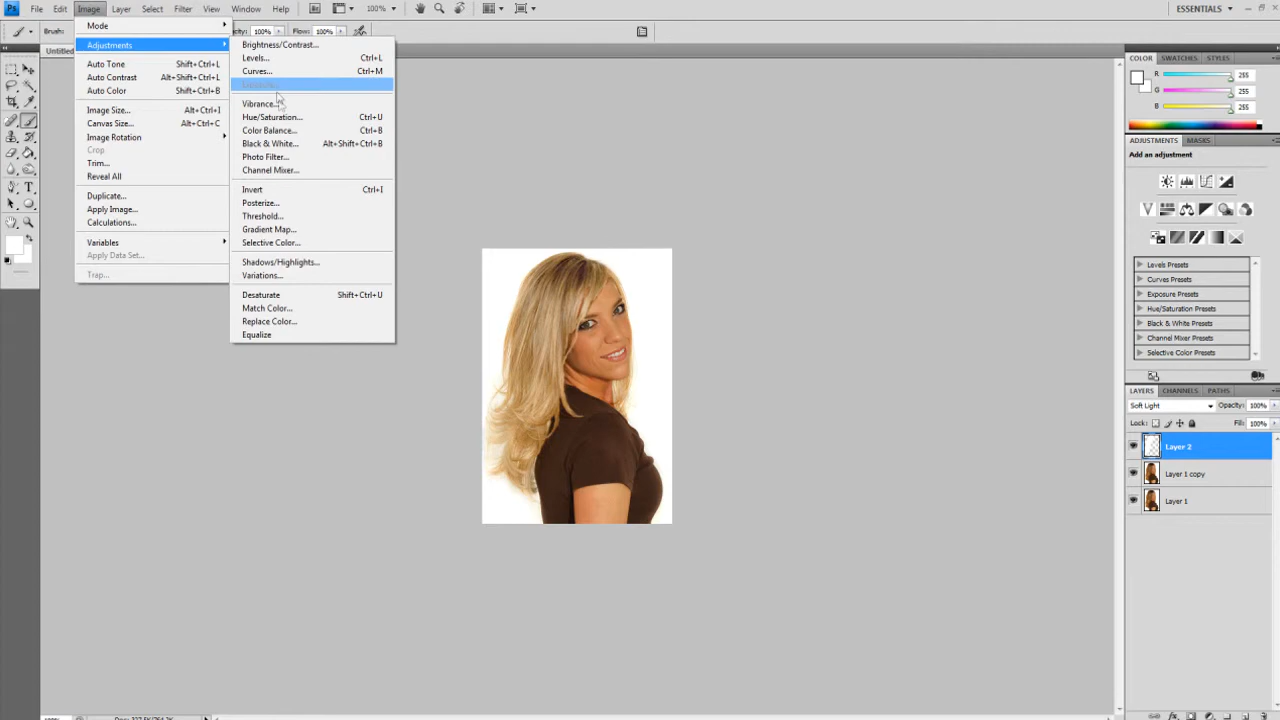 Ps File Edit Image Layer Select Filter View Window Help Br 100% ESSENTIALS
Brush: Opacity: 100% Flow: 100%
Untitled
Mode
Adjustments
Auto Tone Shift+Ctrl+L
Auto Contrast Alt+Shift+Ctrl+L
Auto Color Shift+Ctrl+B
Image Size... Alt+Ctrl+I
Canvas Size... Alt+Ctrl+C
Image Rotation
Crop
Trim...
Reveal All
Duplicate...
Apply Image...
Calculations...
Variables
Apply Data Set...
Trap...
Brightness/Contrast...
Levels... Ctrl+L
Curves... Ctrl+M
Vibrance...
Hue/Saturation... Ctrl+U
Color Balance... Ctrl+B
Black & White... Alt+Shift+Ctrl+B
Photo Filter...
Channel Mixer...
Invert Ctrl+I
Posterize...
Threshold...
Gradient Map...
Selective Color...
Shadows/Highlights...
Variations...
Desaturate Shift+Ctrl+U
Match Color...
Replace Color...
Equalize
COLOR SWATCHES STYLES
R 255
G 255
B 255
ADJUSTMENTS MASKS
Add an adjustment
Levels Presets
Curves Presets
Exposure Presets
Hue/Saturation Presets
Black & White Presets
Channel Mixer Presets
Selective Color Presets
LAYERS CHANNELS PATHS
Soft Light Opacity: 100%
Lock: Fill: 100%
Layer 2
Layer 1 copy
Layer 1